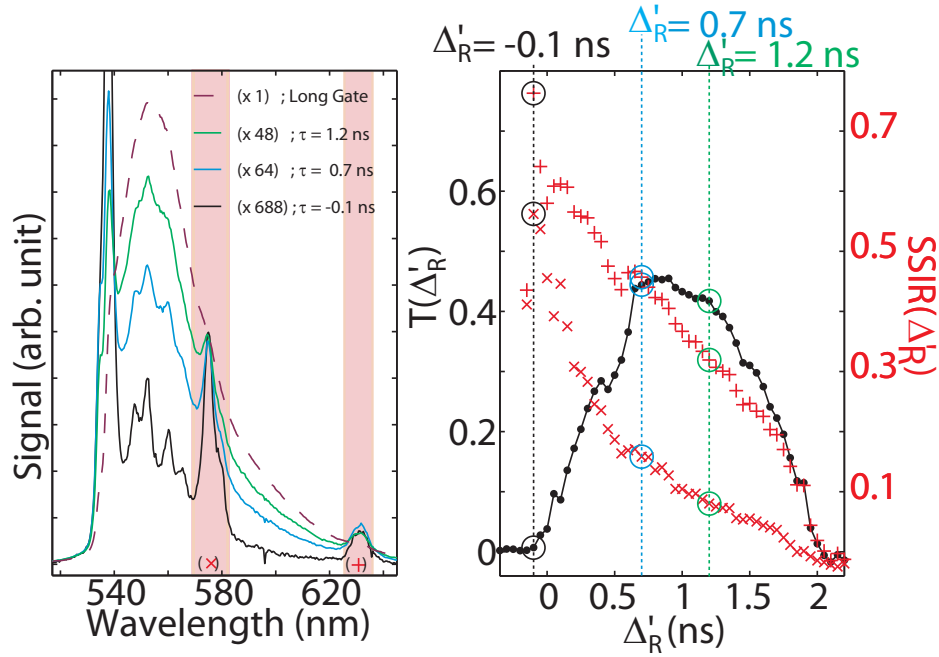 Δ'R= -0.1 ns
Δ'R= 0.7 ns
Δ'R= 1.2 ns
(x 1) ; Long Gate
(x 48) ; τ = 1.2 ns
(x 64) ; τ = 0.7 ns
(x 688) ; τ = -0.1 ns
Signal (arb. unit)
(×)
(+)
540
580
620
Wavelength (nm)
T(Δ'R)
0.6
0.4
0.2
0
0
0.5
1
1.5
2
Δ'R (ns)
0.7
0.5
0.3
0.1
SSIR(Δ'R)